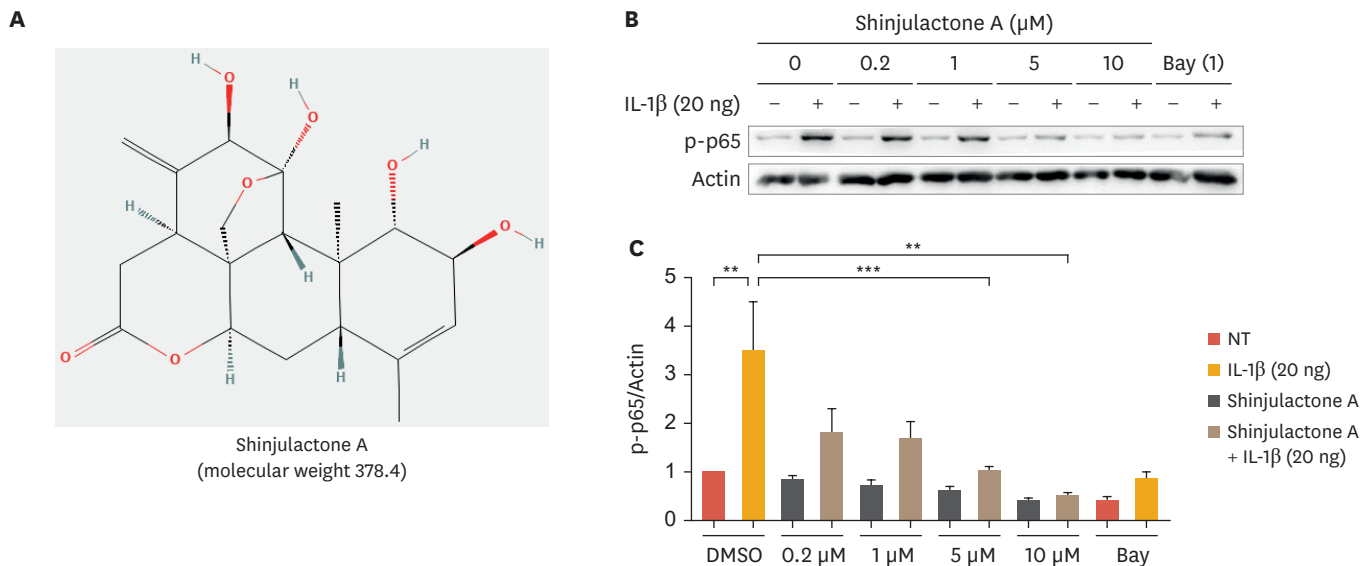 A
H
O
H
O
O
H
O
H
O
H
H
H
H
O
O
Shinjulactone A
(molecular weight 378.4)
B
Shinjulactone A (μM)
0 0.2 1 5 10 Bay (1)
IL-1β (20 ng) − + − + − + − + − + − +
p-p65
Actin
C
** *** **
p-p65/Actin
5
4
3
2
1
0
DMSO 0.2 μM 1 μM 5 μM 10 μM Bay
NT
IL-1β (20 ng)
Shinjulactone A
Shinjulactone A
+ IL-1β (20 ng)